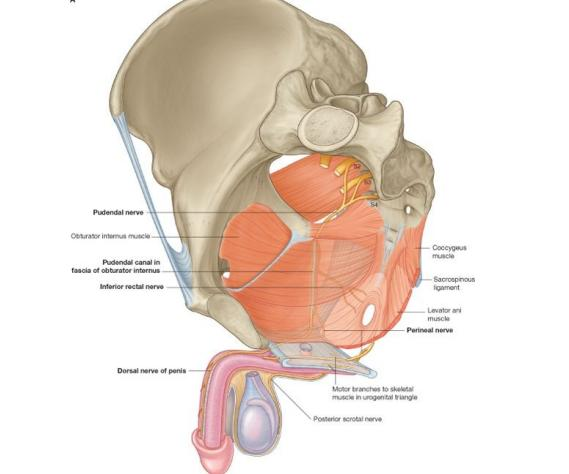 A
S2
S3
S4
Pudendal nerve
Obturator internus muscle
Pudendal canal in
fascia of obturator internus
Inferior rectal nerve
Coccygeus
muscle
Sacrospinous
ligament
Levator ani
muscle
Perineal nerve
Dorsal nerve of penis
Motor branches to skeletal
muscle in urogenital triangle
Posterior scrotal nerve